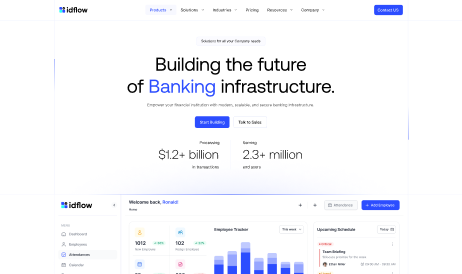 idflow
Products Solutions Industries Pricing Resources Company
Contact US
Solutions for all your Company needs
Building the future
of Banking infrastructure.
Empower your financial institution with modern, scalable, and secure banking infrastructure.
Start Building
Talk to Sales
Processing
$1.2+ billion
in transactions
Serving
2.3+ million
end users
idflow
Welcome back, Ronald!
Home
Attendance
+ Add Employee
Dashboard
Employees
Attendances
Calendar
1012
102
Employee Tracker
This week
Upcoming Schedule
Today
Team Briefing